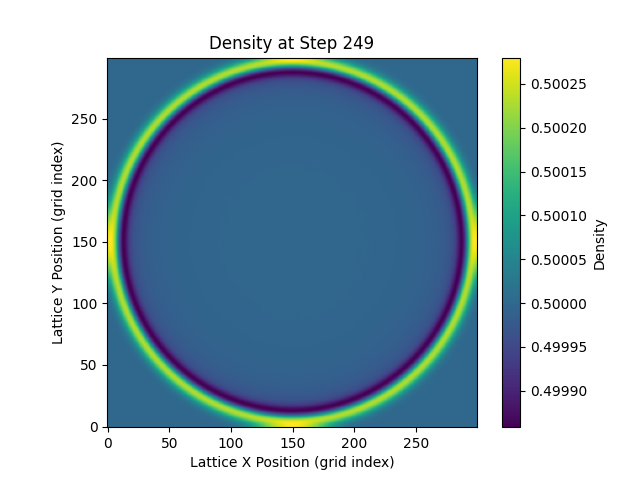 Density at Step 249
Lattice Y Position (grid index)
250
200
150
100
50
0
0 50 100 150 200 250
Lattice X Position (grid index)
0.50025
0.50020
0.50015
0.50010
0.50005
0.50000
0.49995
0.49990
Density